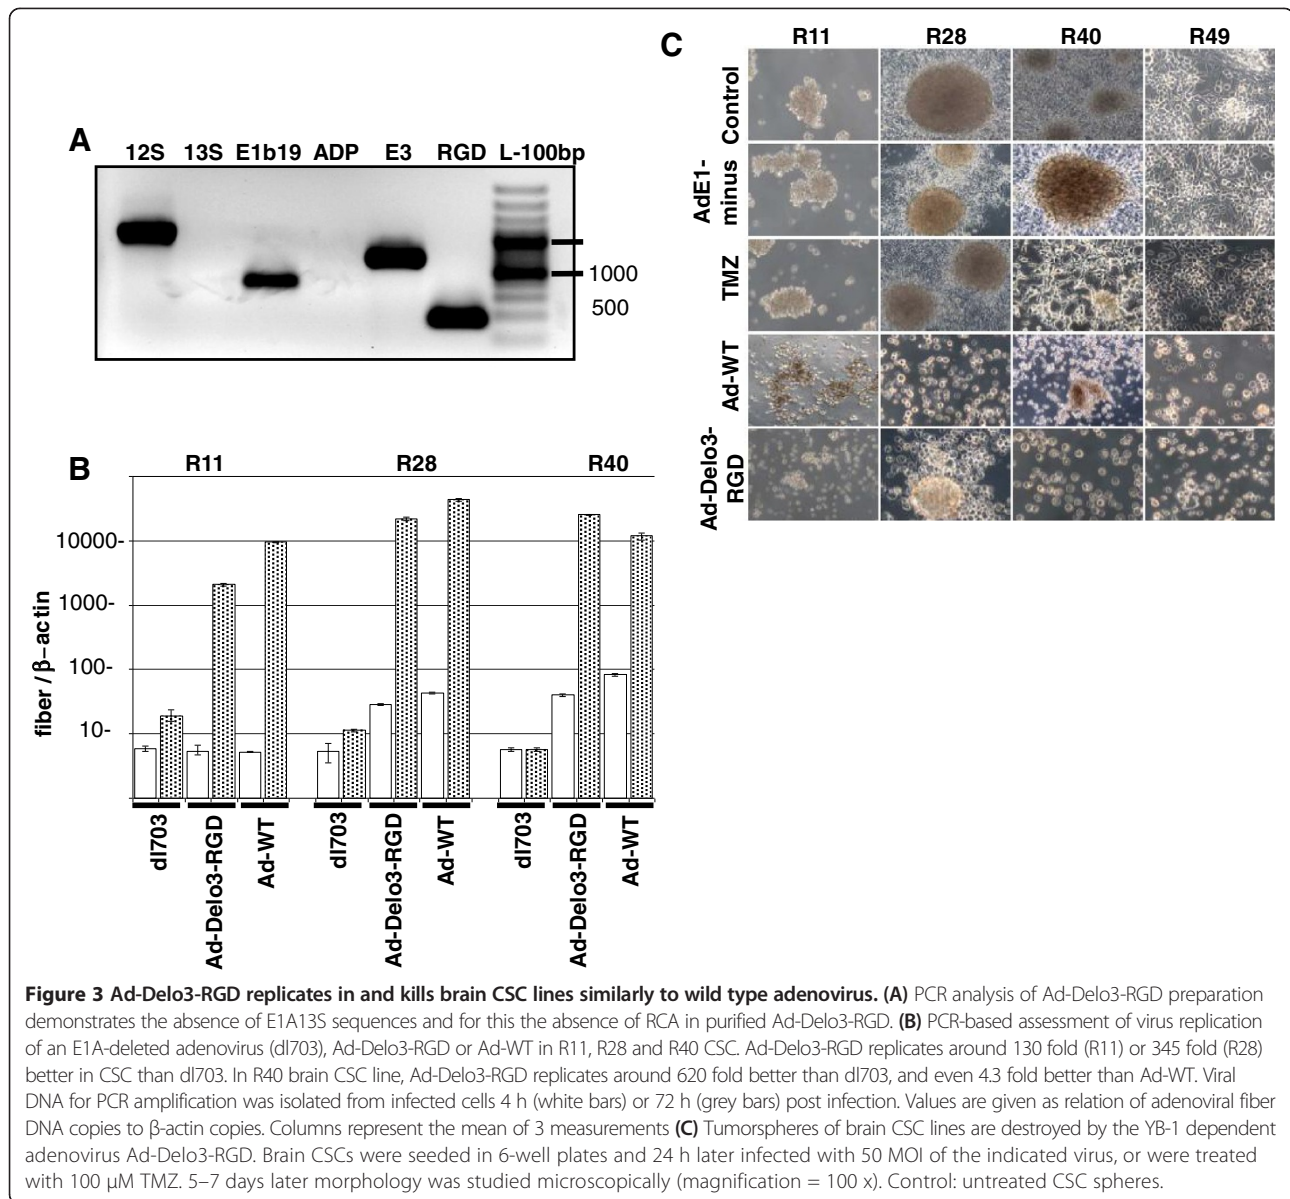 A
12S 13S E1b19 ADP E3 RGD L-100bp
1000
500
B
R11 R28 R40
fiber / β–actin
10000-
1000-
100-
10-
dl703 Ad-Delo3-RGD Ad-WT dl703 Ad-Delo3-RGD Ad-WT dl703 Ad-Delo3-RGD Ad-WT
C
R11 R28 R40 R49
Control
AdE1-
minus
TMZ
Ad-WT
Ad-Delo3-
RGD
Figure 3 Ad-Delo3-RGD replicates in and kills brain CSC lines similarly to wild type adenovirus. (A) PCR analysis of Ad-Delo3-RGD preparation
demonstrates the absence of E1A13S sequences and for this the absence of RCA in purified Ad-Delo3-RGD. (B) PCR-based assessment of virus replication
of an E1A-deleted adenovirus (dl703), Ad-Delo3-RGD or Ad-WT in R11, R28 and R40 CSC. Ad-Delo3-RGD replicates around 130 fold (R11) or 345 fold (R28)
better in CSC than dl703. In R40 brain CSC line, Ad-Delo3-RGD replicates around 620 fold better than dl703, and even 4.3 fold better than Ad-WT. Viral
DNA for PCR amplification was isolated from infected cells 4 h (white bars) or 72 h (grey bars) post infection. Values are given as relation of adenoviral fiber
DNA copies to β-actin copies. Columns represent the mean of 3 measurements (C) Tumorspheres of brain CSC lines are destroyed by the YB-1 dependent
adenovirus Ad-Delo3-RGD. Brain CSCs were seeded in 6-well plates and 24 h later infected with 50 MOI of the indicated virus, or were treated
with 100 μM TMZ. 5–7 days later morphology was studied microscopically (magnification = 100 x). Control: untreated CSC spheres.